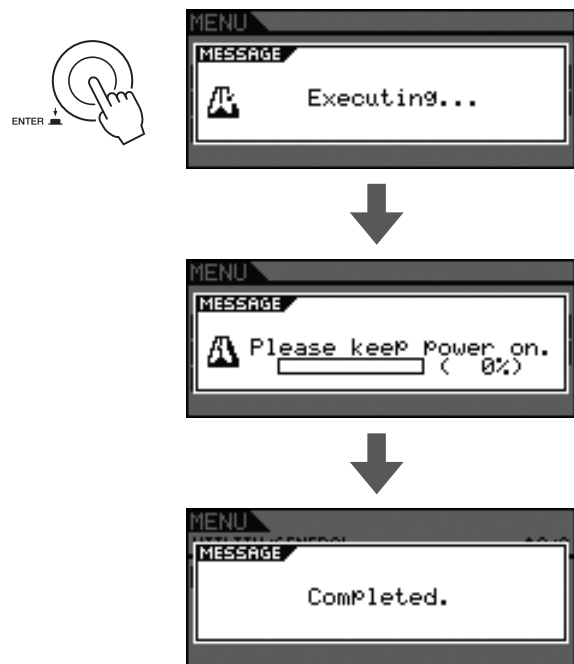 MENU
MESSAGE
Executing...
ENTER
MENU
MESSAGE
Please keep power on.
( 0%)
MENU
MESSAGE
Completed.